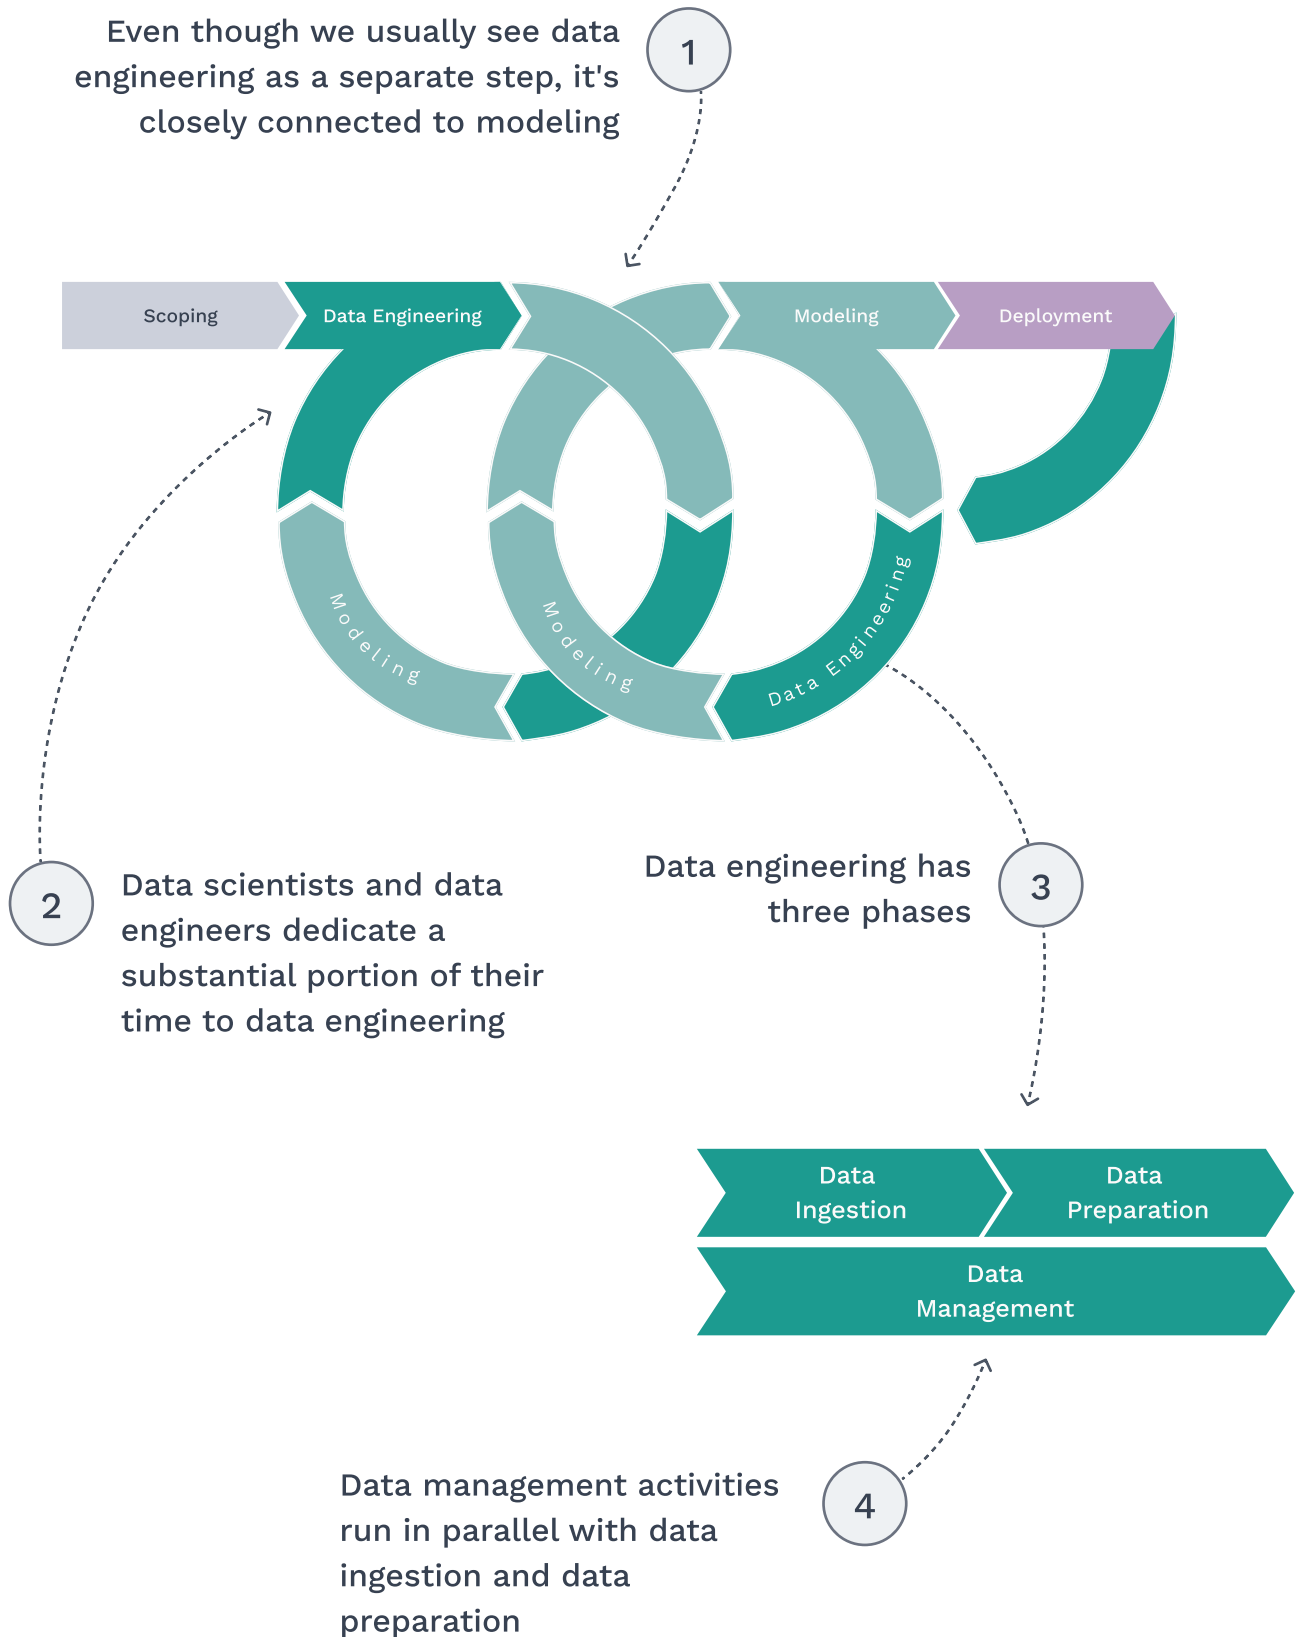 Even though we usually see data
engineering as a separate step, it's
closely connected to modeling
1
Scoping
Data Engineering
Modeling
Deployment
Modeling
Modeling
Data Engineering
2
Data scientists and data
engineers dedicate a
substantial portion of their
time to data engineering
Data engineering has
three phases
3
Data
Ingestion
Data
Preparation
Data
Management
Data management activities
run in parallel with data
ingestion and data
preparation
4